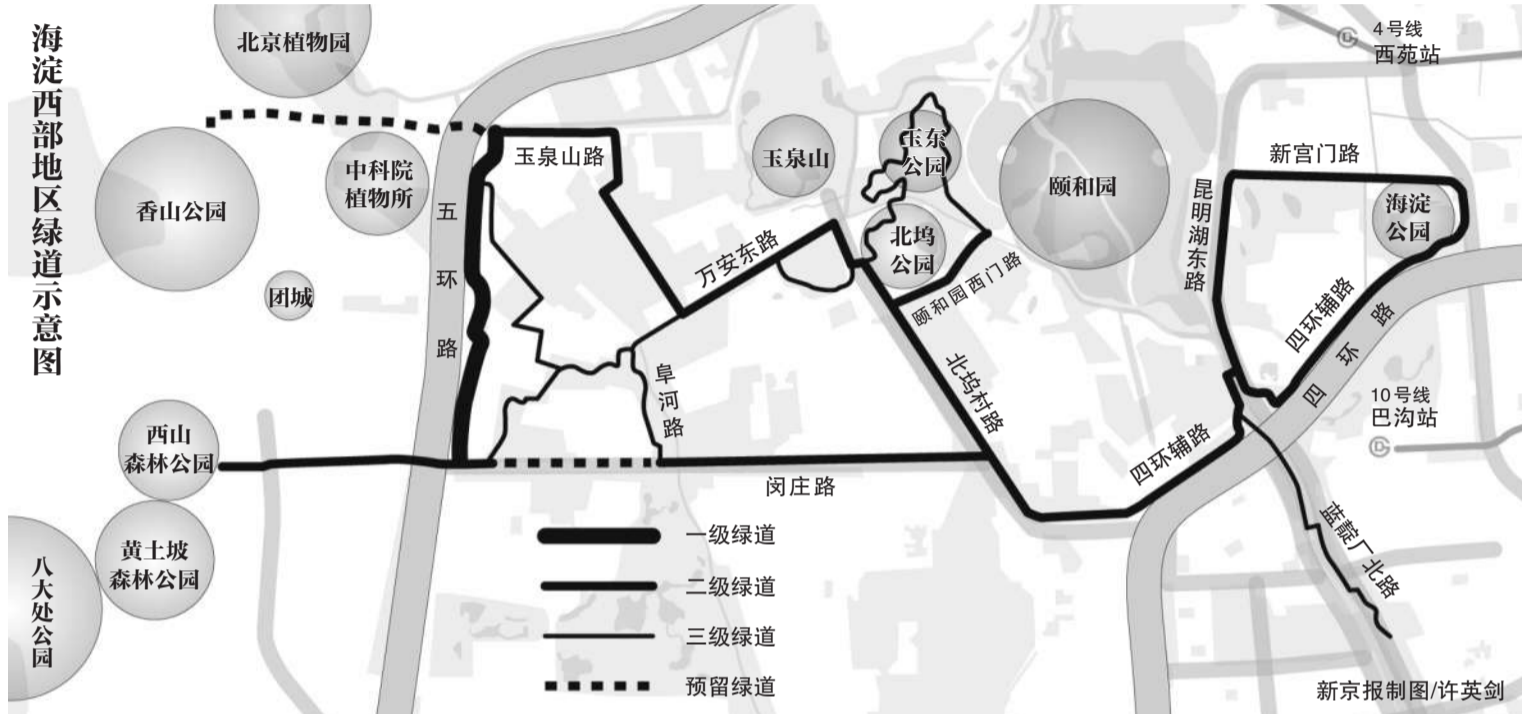 海淀西部地区绿道示意图
北京植物园
4号线
西苑站
玉泉山路
中科院
植物所
玉泉山
玉东
公园
颐和园
新宫门路
香山公园
五环路
海淀
公园
昆明湖东路
北坞
公园
万安东路
颐和园西门路
团城
四环辅路
四环路
阜河路
北坞村路
10号线
巴沟站
西山
森林公园
四环辅路
闵庄路
蓝靛厂北路
黄土坡
森林公园
八大处公园
一级绿道
二级绿道
三级绿道
预留绿道
新京报制图/许英剑